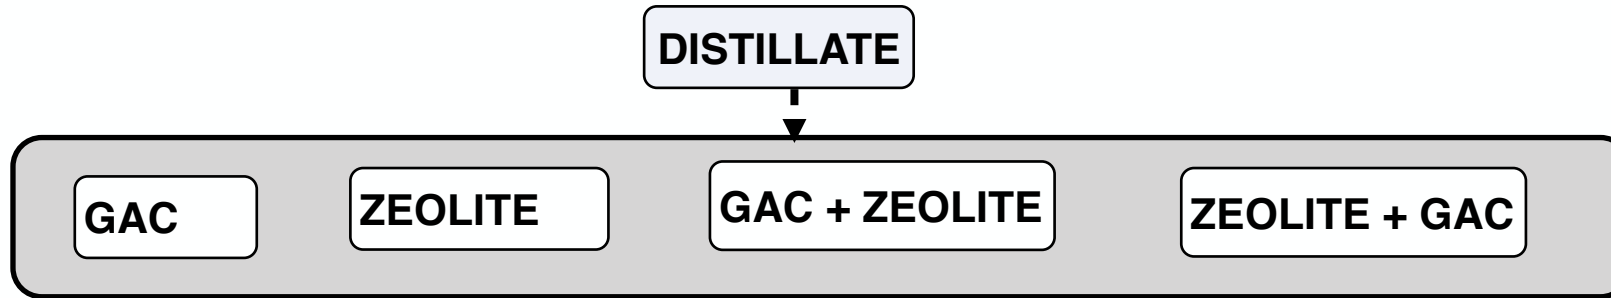 DISTILLATE
GAC
ZEOLITE
GAC + ZEOLITE
ZEOLITE + GAC